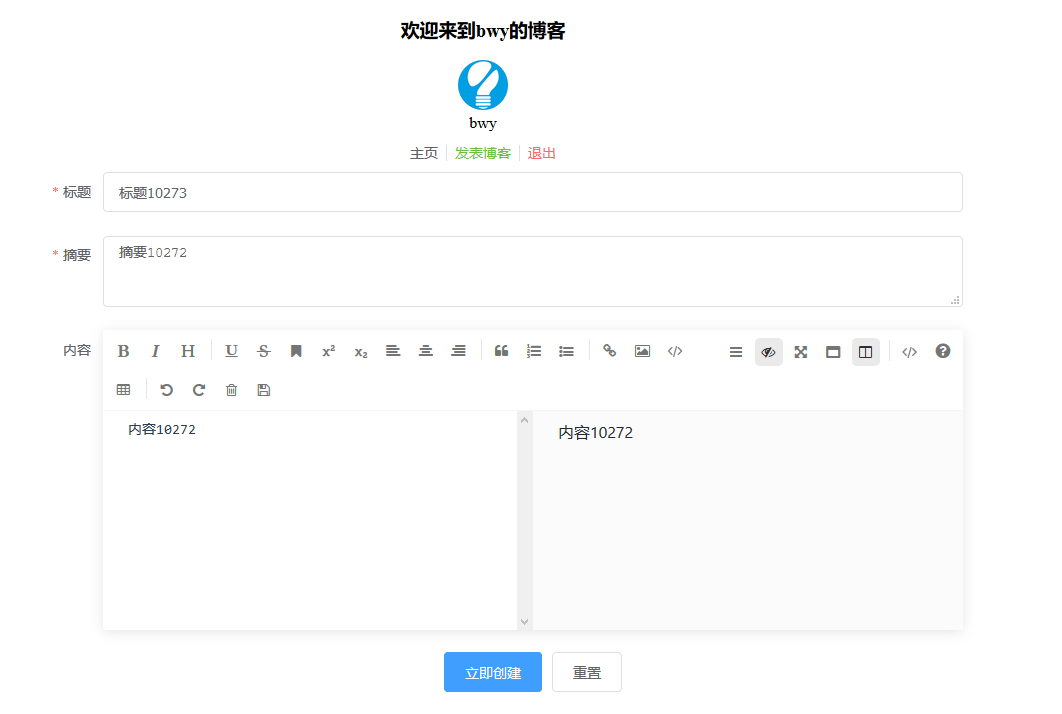 欢迎来到bwy的博客
bwy
主页 发表博客 退出
* 标题 标题10273
* 摘要 摘要10272
内容
B I H U S x² x₂
内容10272 内容10272
立即创建 重置